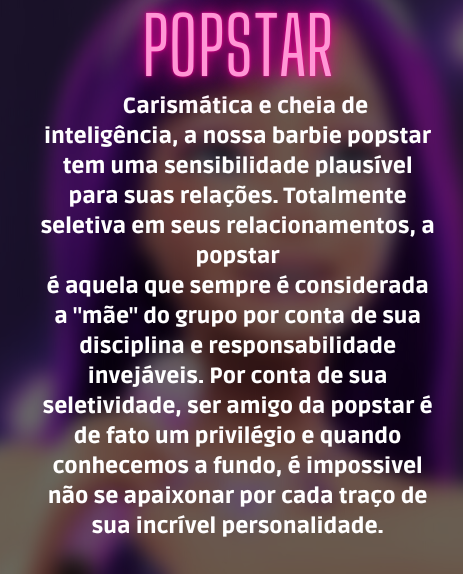 POPSTAR
Carismática e cheia de
inteligência, a nossa barbie popstar
tem uma sensibilidade plausível
para suas relações. Totalmente
seletiva em seus relacionamentos, a
popstar
é aquela que sempre é considerada
a "mãe" do grupo por conta de sua
disciplina e responsabilidade
invejáveis. Por conta de sua
seletividade, ser amigo da popstar é
de fato um privilégio e quando
conhecemos a fundo, é impossivel
não se apaixonar por cada traço de
sua incrível personalidade.